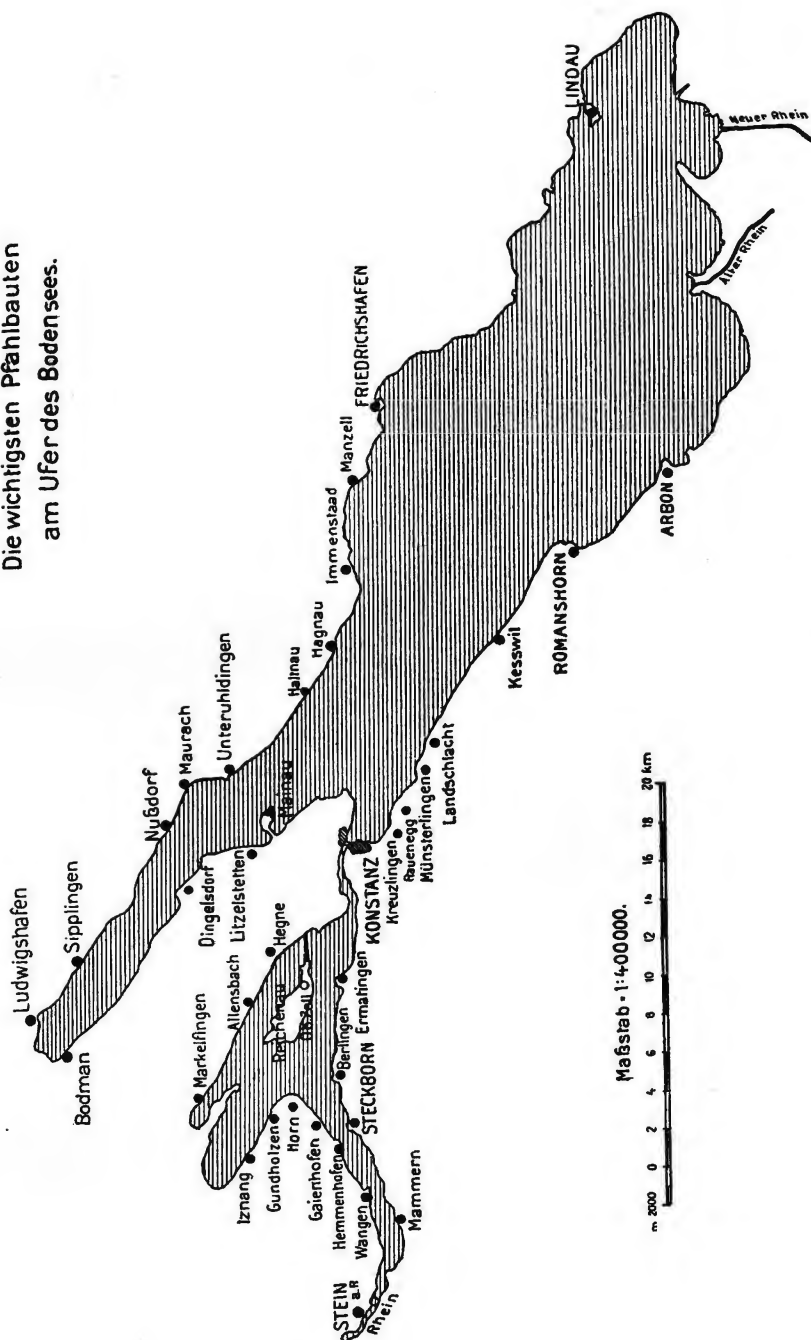 Die wichtigsten Pfahlbauten
am Ufer des Bodensees.
Ludwigshafen
Bodman
Sipplingen
Nußdorf
Maurach
Unteruhldingen
Dingelsdorf
Litzelstetten
Mainau
Haltnau
Hagnau
Immenstaad
Manzell
FRIEDRICHSHAFEN
LINDAU
Neuer Rhein
Alter Rhein
Markelfingen
Allensbach
Hegne
Reichenau
Iznang
Gundholzen
Horn
Gaienhofen
Hemmenhofen
Wangen
STEIN
a.R
Rhein
Mammern
STECKBORN
Berlingen
Ermatingen
KONSTANZ
Kreuzlingen
Rauenegg
Münsterlingen
Landschlacht
Kesswil
ROMANSHORN
ARBON
Maßstab - 1:400000.
m 2000 0 2 4 6 8 10 12 14 16 18 20 km